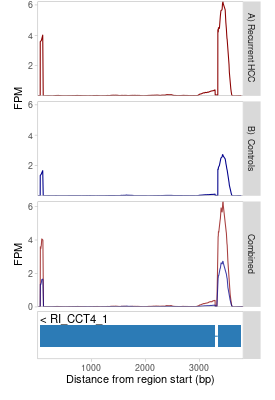 6
4
2
FPM
A) Recurrent HCC
6
4
2
B) Controls
6
4
2
0
FPM
Combined
< RI_CCT4_1
1000 2000 3000
Distance from region start (bp)